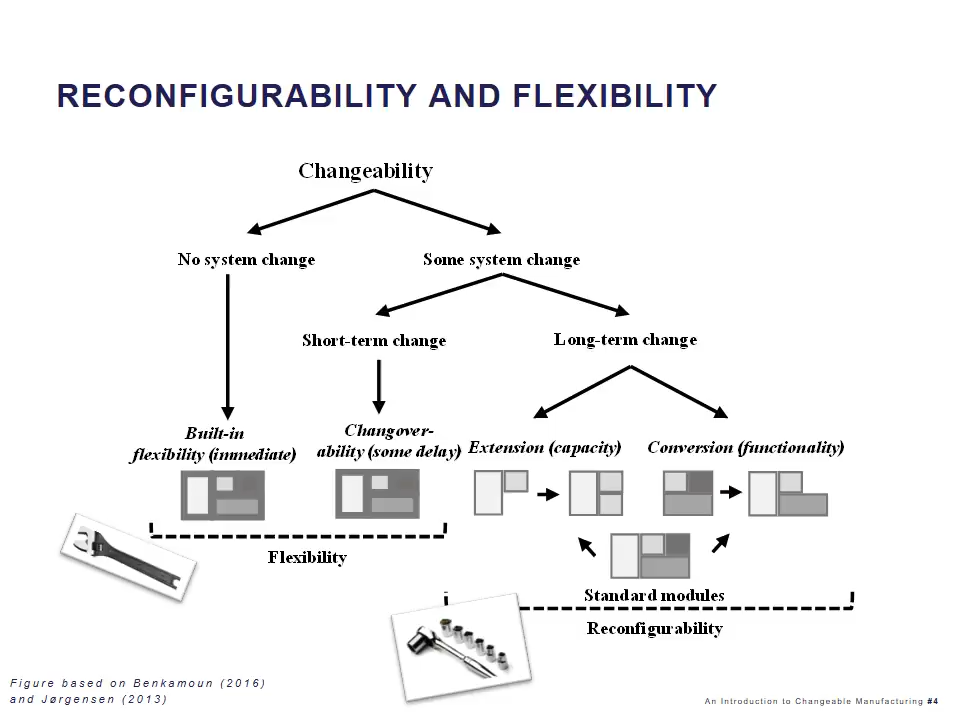 RECONFIGURABILITY AND FLEXIBILITY
Changeability
No system change
Some system change
Short-term change
Long-term change
Built-in
flexibility (immediate)
Changover-
ability (some delay)
Extension (capacity)
Conversion (functionality)
Flexibility
Standard modules
Reconfigurability
Figure based on Benkamoun (2016)
and Jørgensen (2013)
An Introduction to Changeable Manufacturing #4